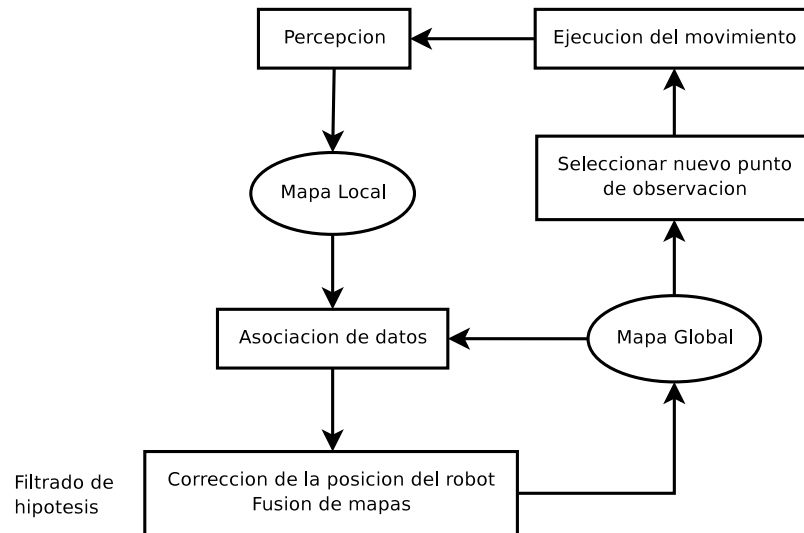 Percepcion
Ejecucion del movimiento
Seleccionar nuevo punto
de observacion
Mapa Local
Asociacion de datos
Mapa Global
Filtrado de
hipotesis
Correccion de la posicion del robot
Fusion de mapas